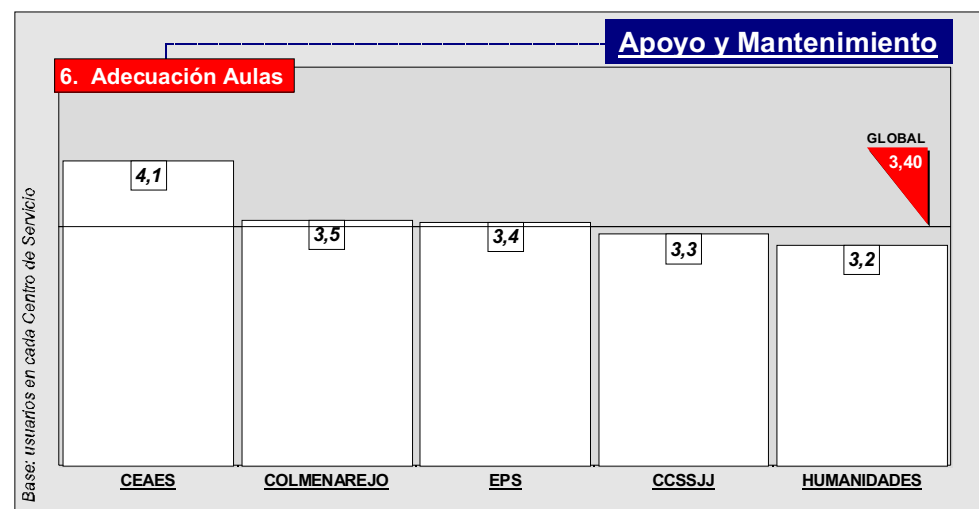 Apoyo y Mantenimiento
6. Adecuación Aulas
GLOBAL
3,40
4,1
3,5
3,4
3,3
3,2
Base: usuarios en cada Centro de Servicio
CEAES
COLMENAREJO
EPS
CCSSJJ
HUMANIDADES